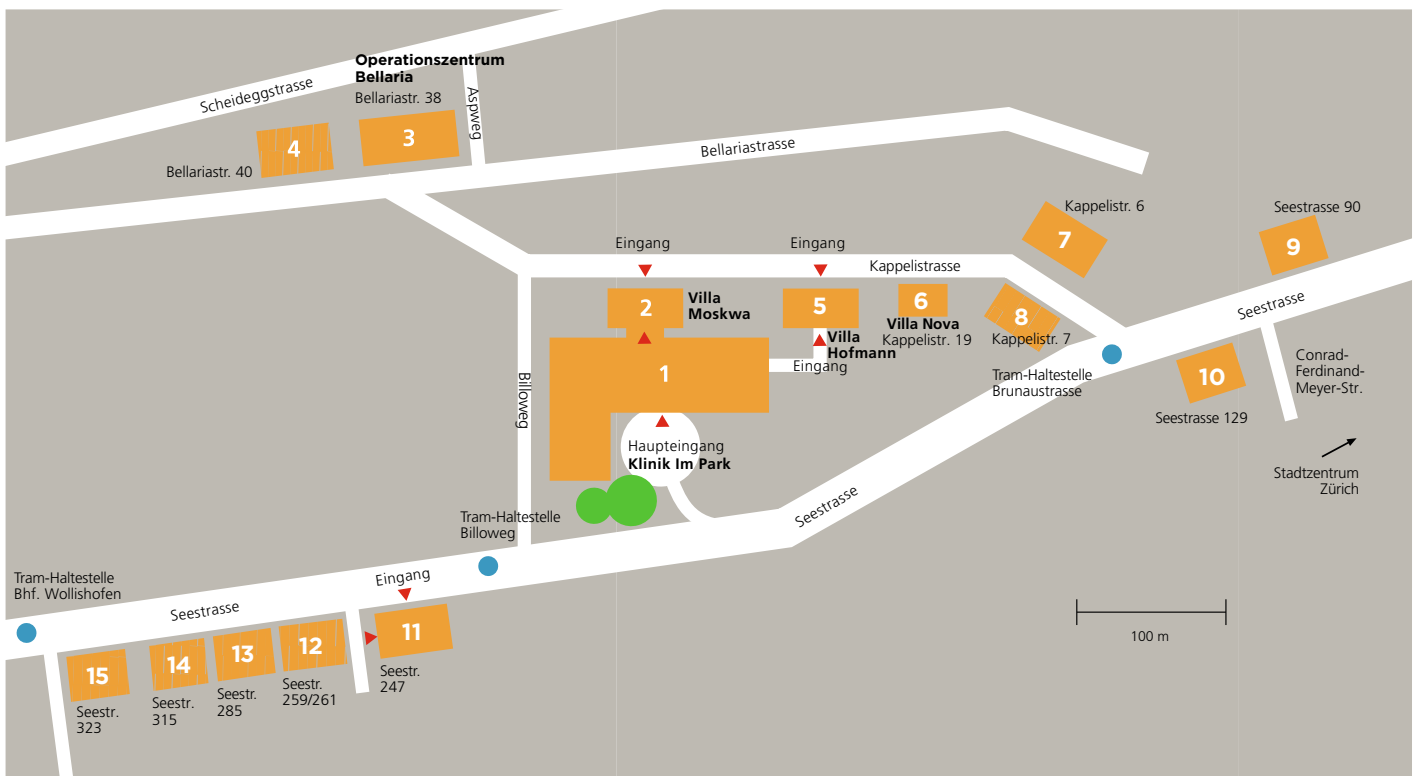 Operationszentrum
Bellaria
Bellariastr. 38
Scheideggstrasse
Aspweg
4
3
Bellariastr. 40
Bellariastrasse
Kappelistr. 6
7
Seestrasse 90
9
Eingang
Eingang
Kappelistrasse
2
Villa
Moskwa
5
6
Villa Nova
Kappelistr. 19
8
Kappelistr. 7
Seestrasse
Villa
Hofmann
Eingang
1
Billoweg
Tram-Haltestelle
Brunaustrasse
10
Seestrasse 129
Conrad-
Ferdinand-
Meyer-Str.
Stadtzentrum
Zürich
Haupteingang
Klinik Im Park
Seestrasse
Tram-Haltestelle
Billoweg
Tram-Haltestelle
Bhf. Wollishofen
Seestrasse
Eingang
100 m
15
14
13
12
11
Seestr.
323
Seestr.
315
Seestr.
285
Seestr.
259/261
Seestr.
247